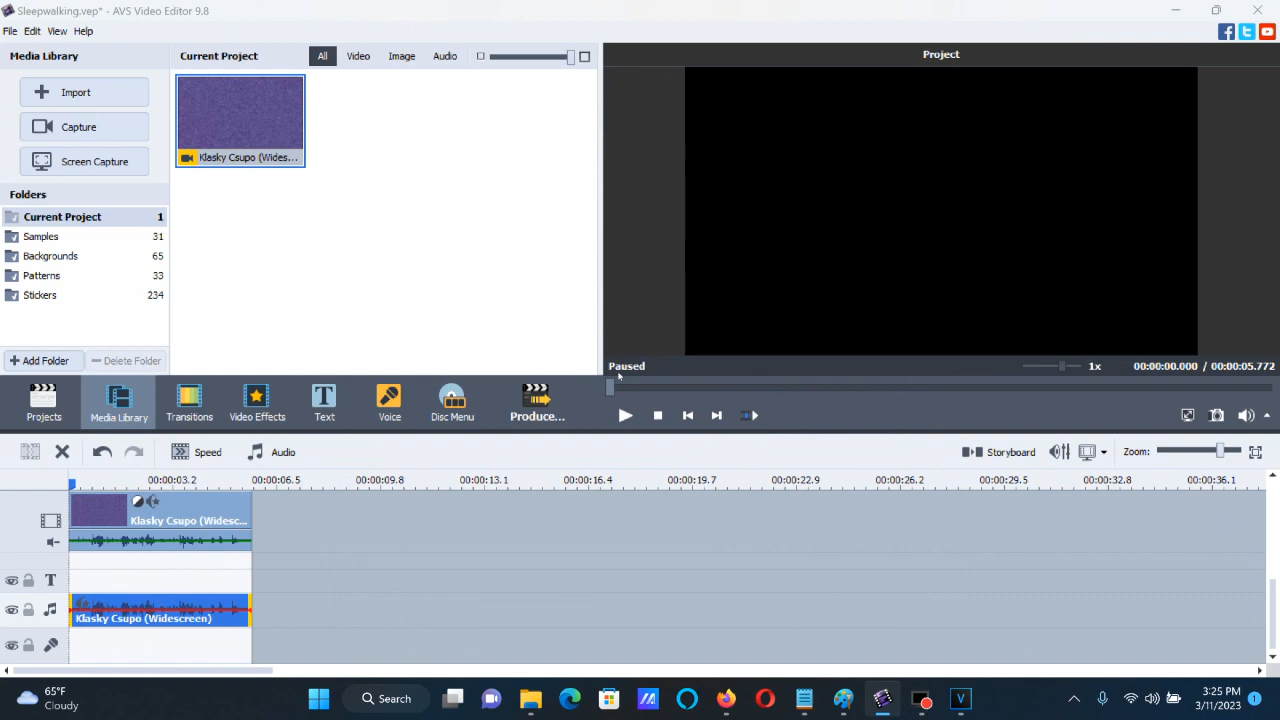 Sleepwalking.vep* - AVS Video Editor 9.8
File Edit View Help
Media Library
Import
Capture
Screen Capture
Folders
Current Project 1
Samples 31
Backgrounds 65
Patterns 33
Stickers 234
Add Folder Delete Folder
Current Project All Video Image Audio
Klasky Csupo (Wides...
Project
Paused 1x 00:00:00.000 / 00:00:05.772
Projects Media Library Transitions Video Effects Text Voice Disc Menu Produce...
Speed Audio Storyboard Zoom:
00:00:03.2 00:00:06.5 00:00:09.8 00:00:13.1 00:00:16.4 00:00:19.7 00:00:22.9 00:00:26.2 00:00:29.5 00:00:32.8 00:00:36.1
Klasky Csupo (Widesc...
T
Klasky Csupo (Widescreen)
65°F
Cloudy
Search
3:25 PM
3/11/2023
1